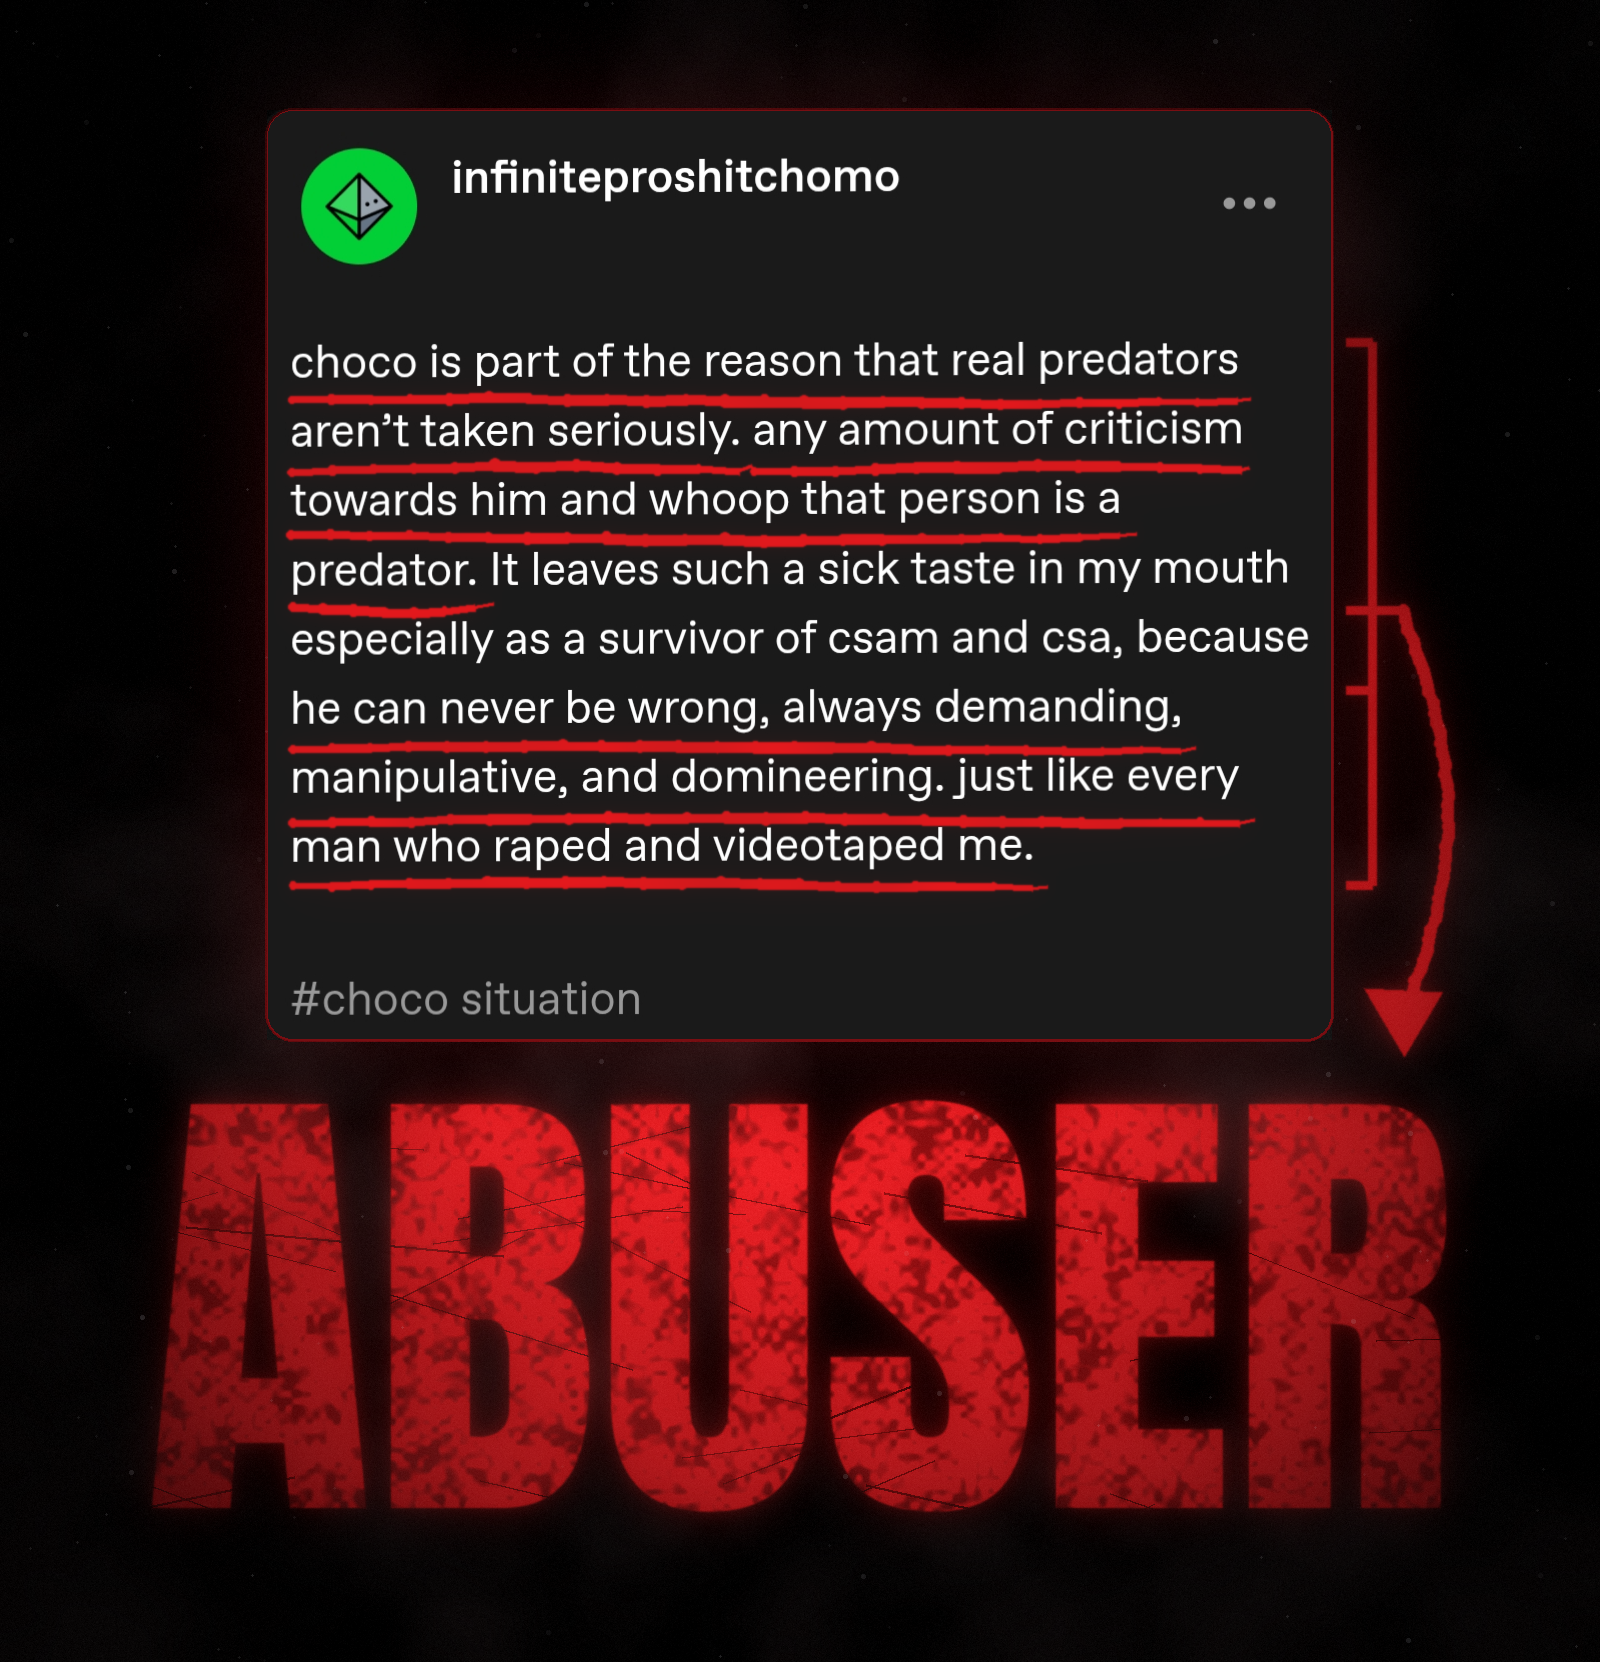 infiniteproshitchomo
choco is part of the reason that real predators
aren’t taken seriously. any amount of criticism
towards him and whoop that person is a
predator. It leaves such a sick taste in my mouth
especially as a survivor of csam and csa, because
he can never be wrong, always demanding,
manipulative, and domineering. just like every
man who raped and videotaped me.
#choco situation
ABUSER